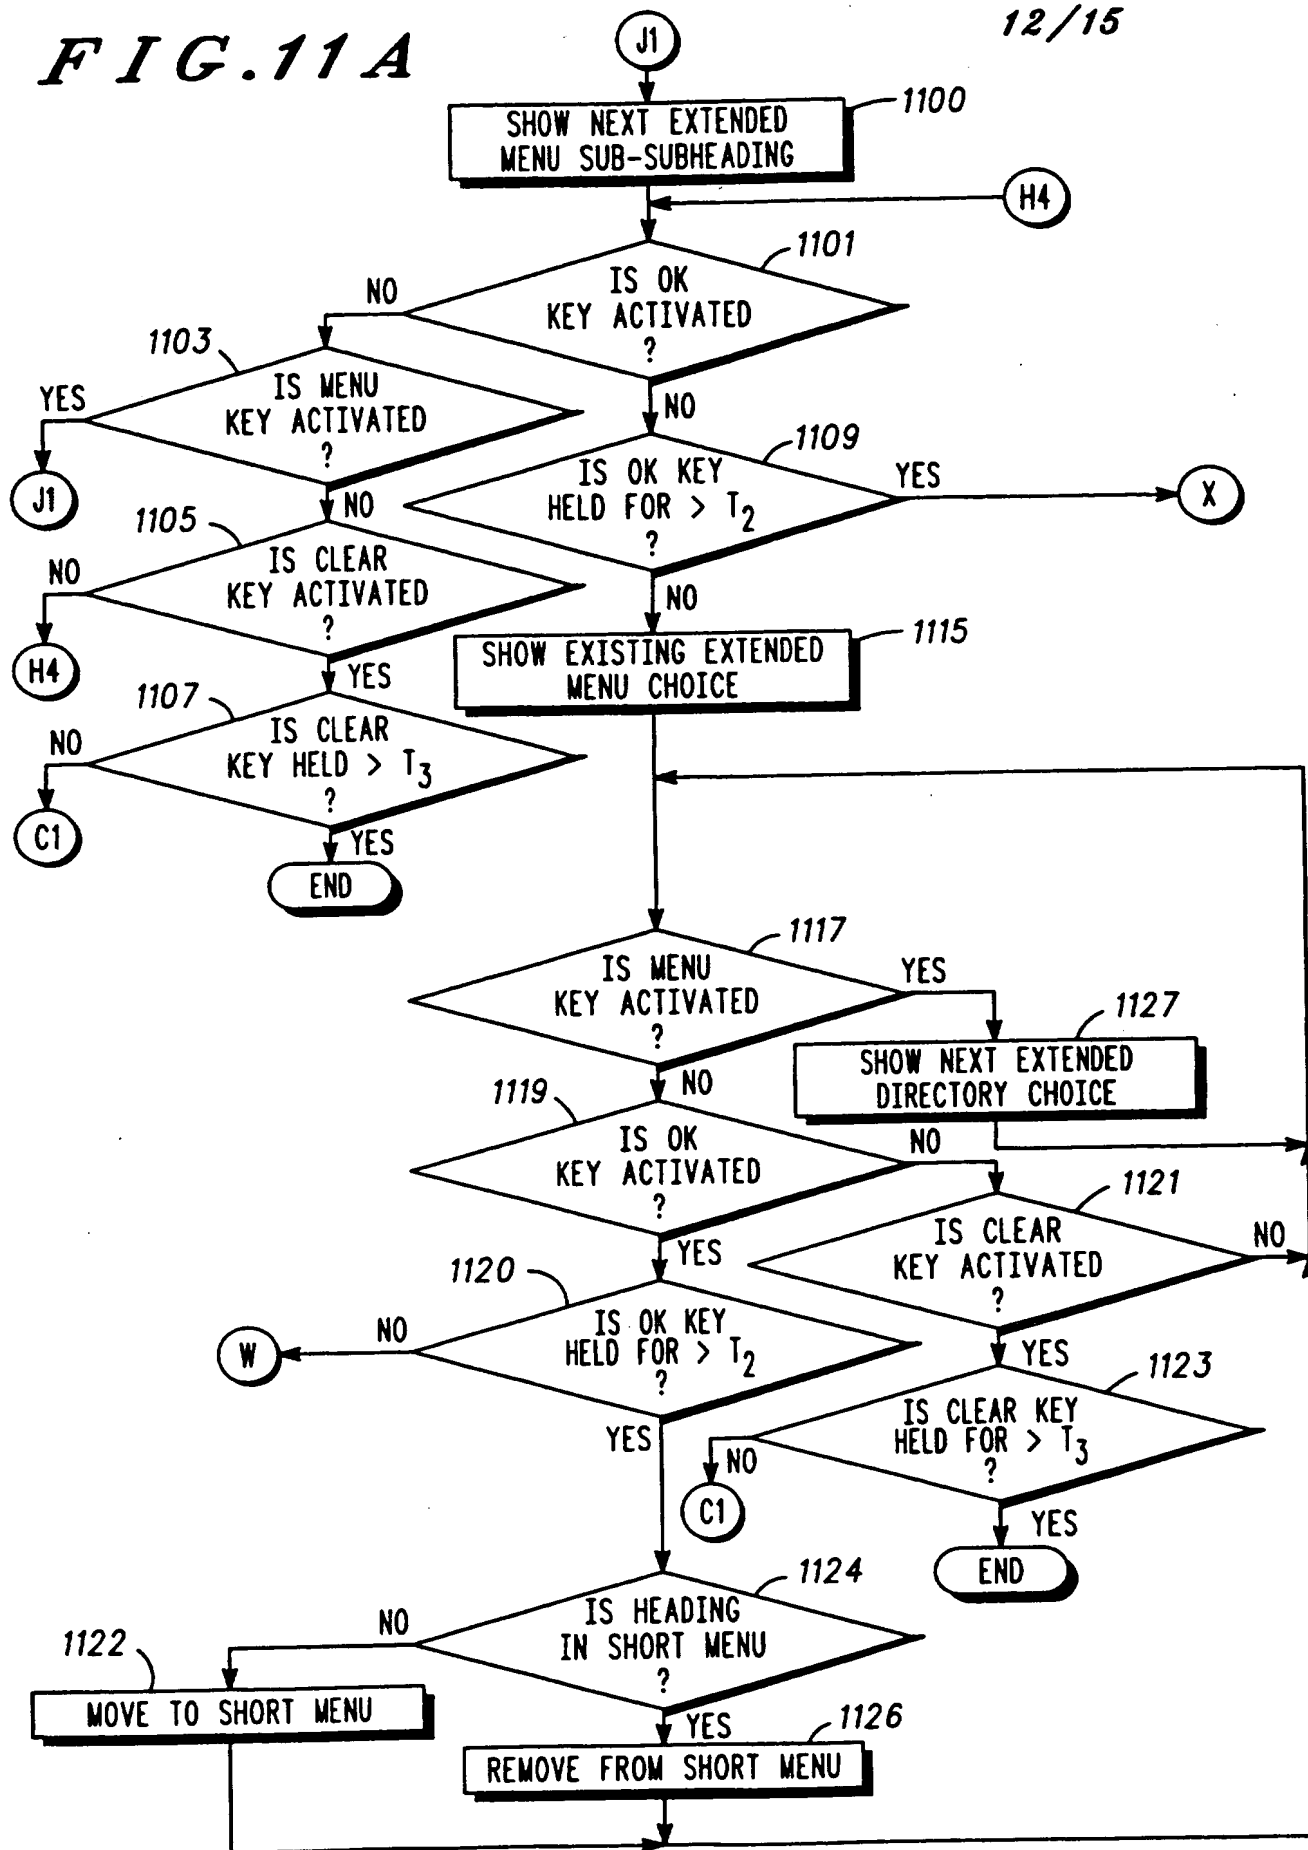 FIG.11A
12/15
J1
SHOW NEXT EXTENDED
MENU SUB-SUBHEADING
1100
H4
1101
IS OK
KEY ACTIVATED
?
NO
1103
IS MENU
KEY ACTIVATED
?
YES
J1
NO
NO
1109
IS OK KEY
HELD FOR > T2
?
YES
X
1105
IS CLEAR
KEY ACTIVATED
?
NO
H4
NO
1115
SHOW EXISTING EXTENDED
MENU CHOICE
YES
1107
IS CLEAR
KEY HELD > T3
?
NO
C1
YES
END
1117
IS MENU
KEY ACTIVATED
?
YES
1127
SHOW NEXT EXTENDED
DIRECTORY CHOICE
NO
1119
IS OK
KEY ACTIVATED
?
NO
1121
IS CLEAR
KEY ACTIVATED
?
NO
YES
1120
IS OK KEY
HELD FOR > T2
?
NO
W
YES
1123
IS CLEAR KEY
HELD FOR > T3
?
NO
C1
YES
END
YES
1124
IS HEADING
IN SHORT MENU
?
NO
1122
MOVE TO SHORT MENU
YES
1126
REMOVE FROM SHORT MENU